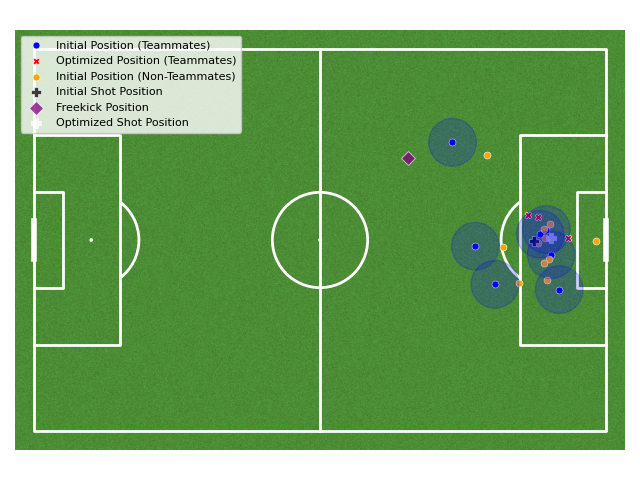 Initial Position (Teammates)
Optimized Position (Teammates)
Initial Position (Non-Teammates)
Initial Shot Position
Freekick Position
Optimized Shot Position